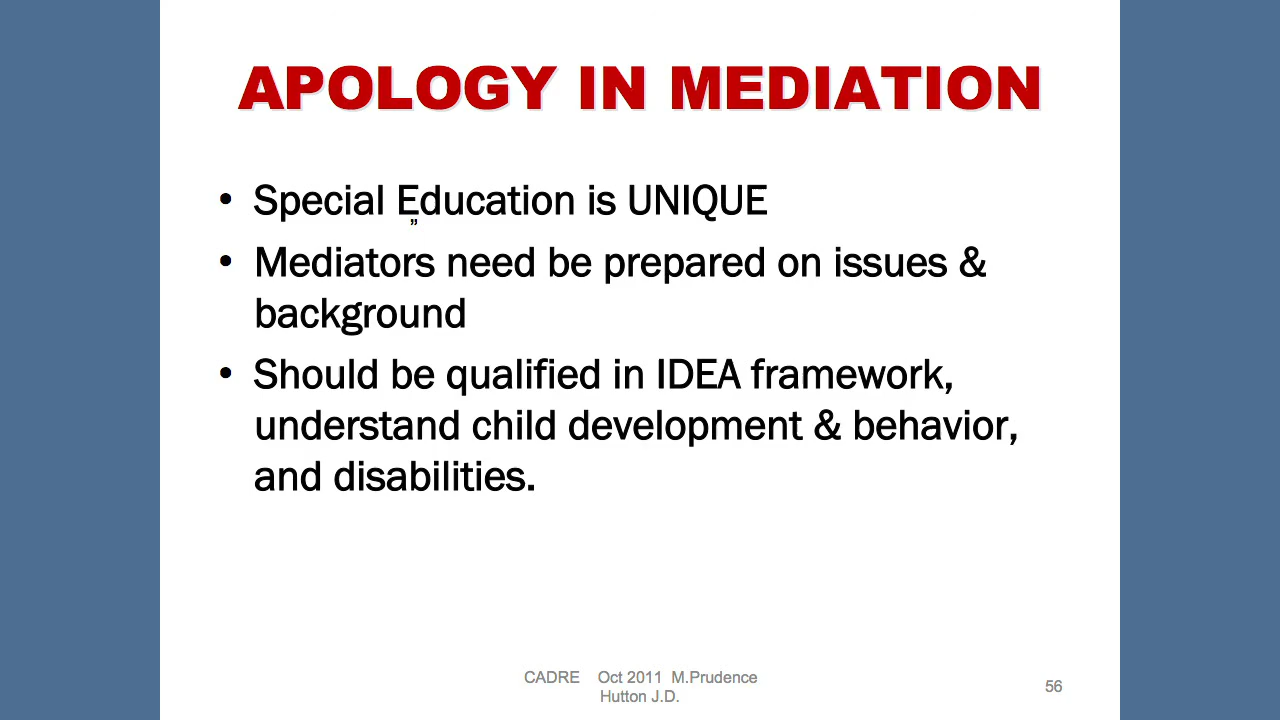 APOLOGY IN MEDIATION
• Special Education is UNIQUE
”
• Mediators need be prepared on issues &
background
• Should be qualified in IDEA framework,
understand child development & behavior,
and disabilities.
CADRE Oct 2011 M.Prudence
Hutton J.D.
56